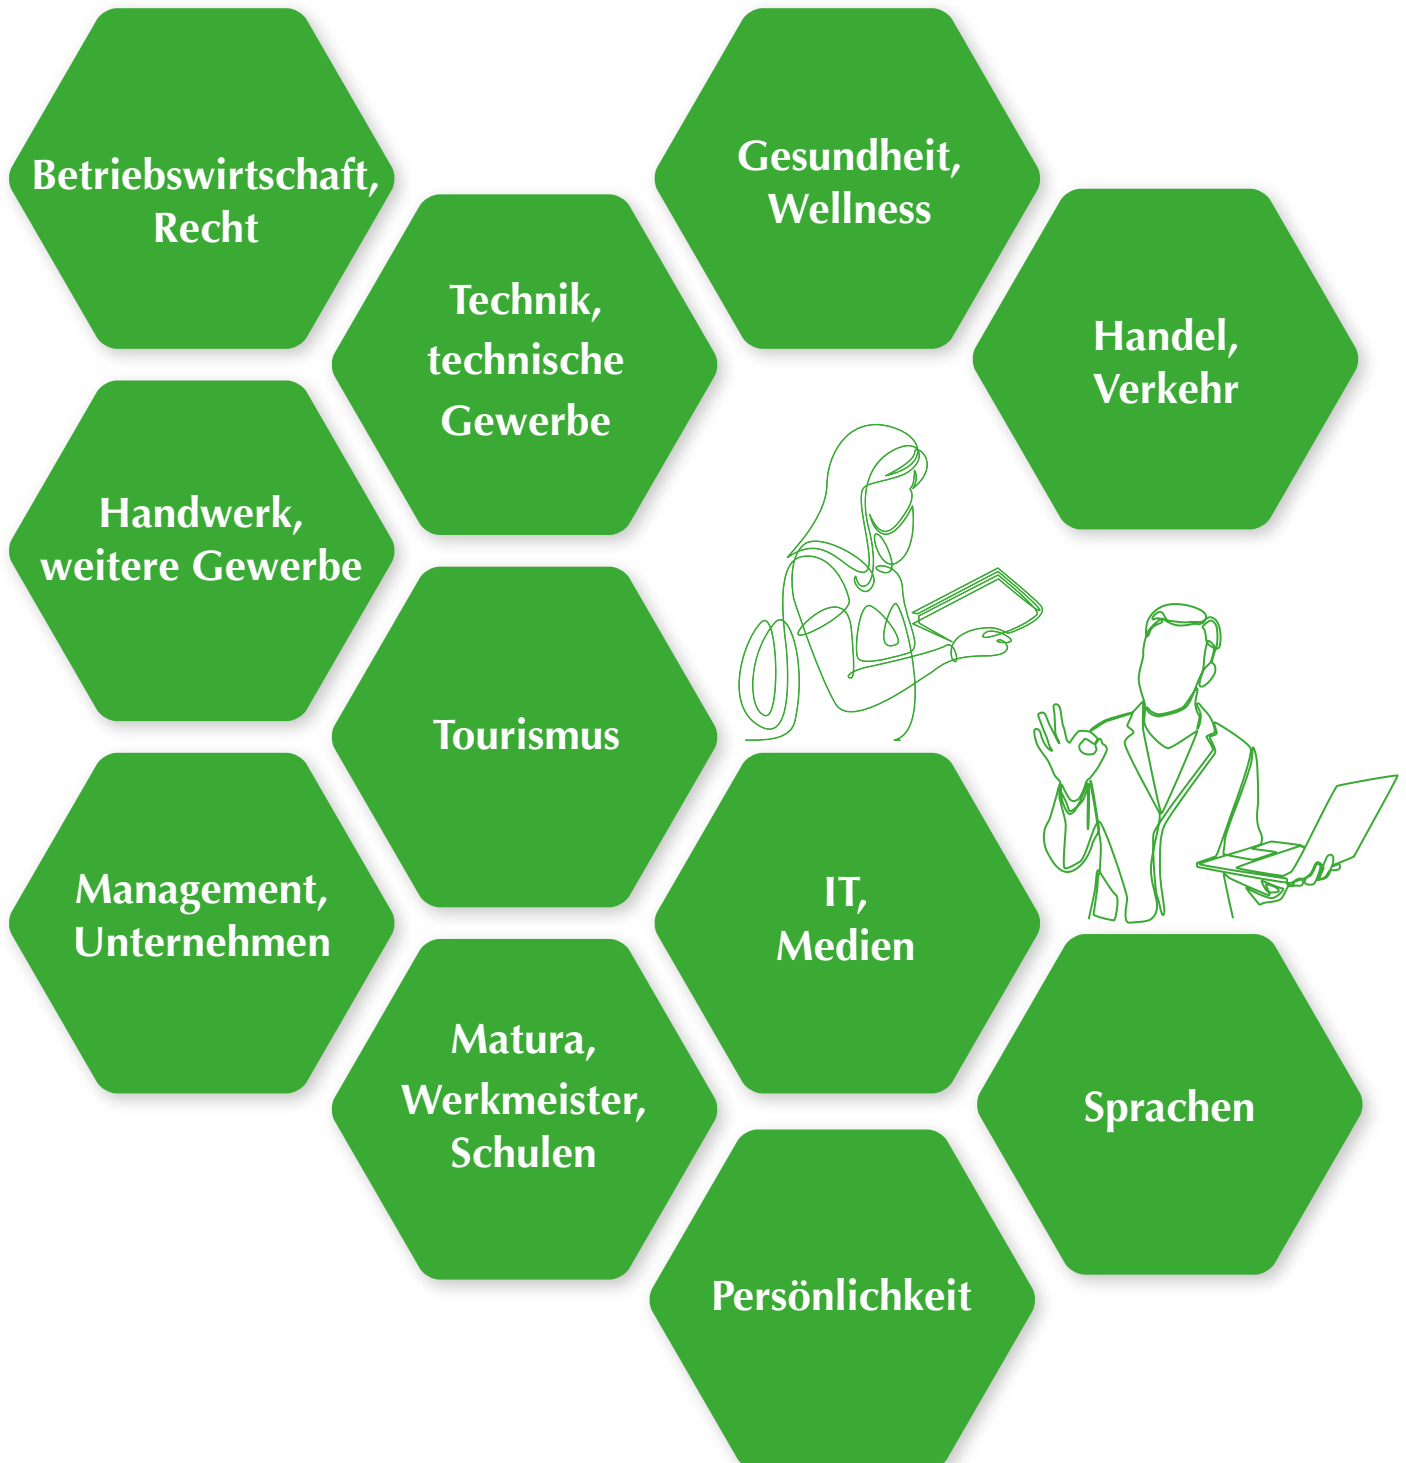 Betriebswirtschaft,
Recht
Gesundheit,
Wellness
Technik,
technische
Gewerbe
Handel,
Verkehr
Handwerk,
weitere Gewerbe
Tourismus
Management,
Unternehmen
IT,
Medien
Matura,
Werkmeister,
Schulen
Sprachen
Persönlichkeit